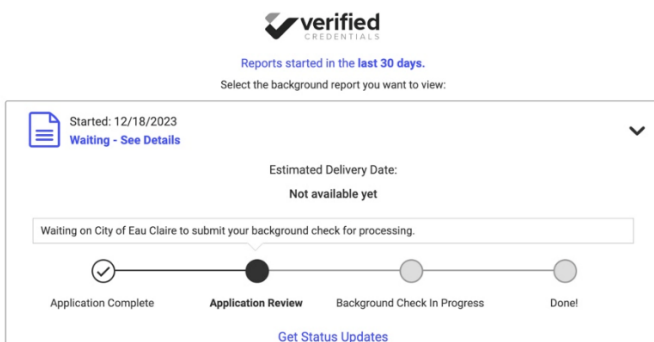 verified
CREDENTIALS
Reports started in the last 30 days.
Select the background report you want to view:
Started: 12/18/2023
Waiting - See Details
Estimated Delivery Date:
Not available yet
Waiting on City of Eau Claire to submit your background check for processing.
Application Complete
Application Review
Background Check In Progress
Done!
Get Status Updates